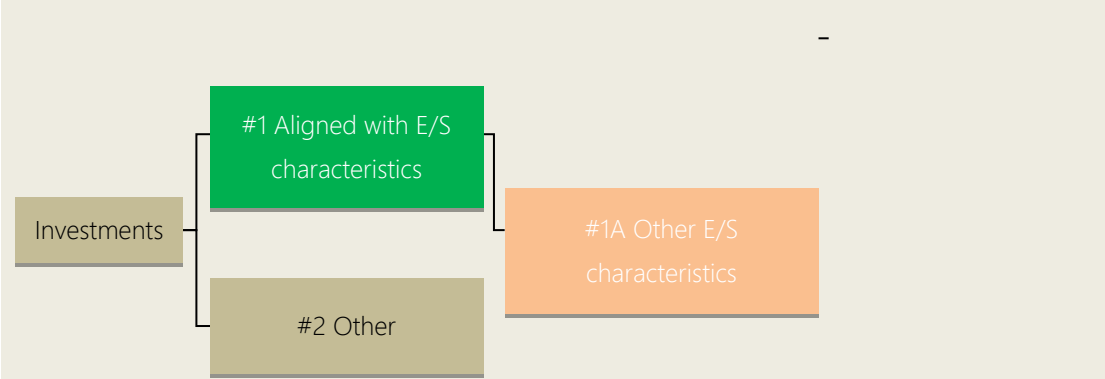 #1 Aligned with E/S
characteristics
Investments
#1A Other E/S
characteristics
#2 Other